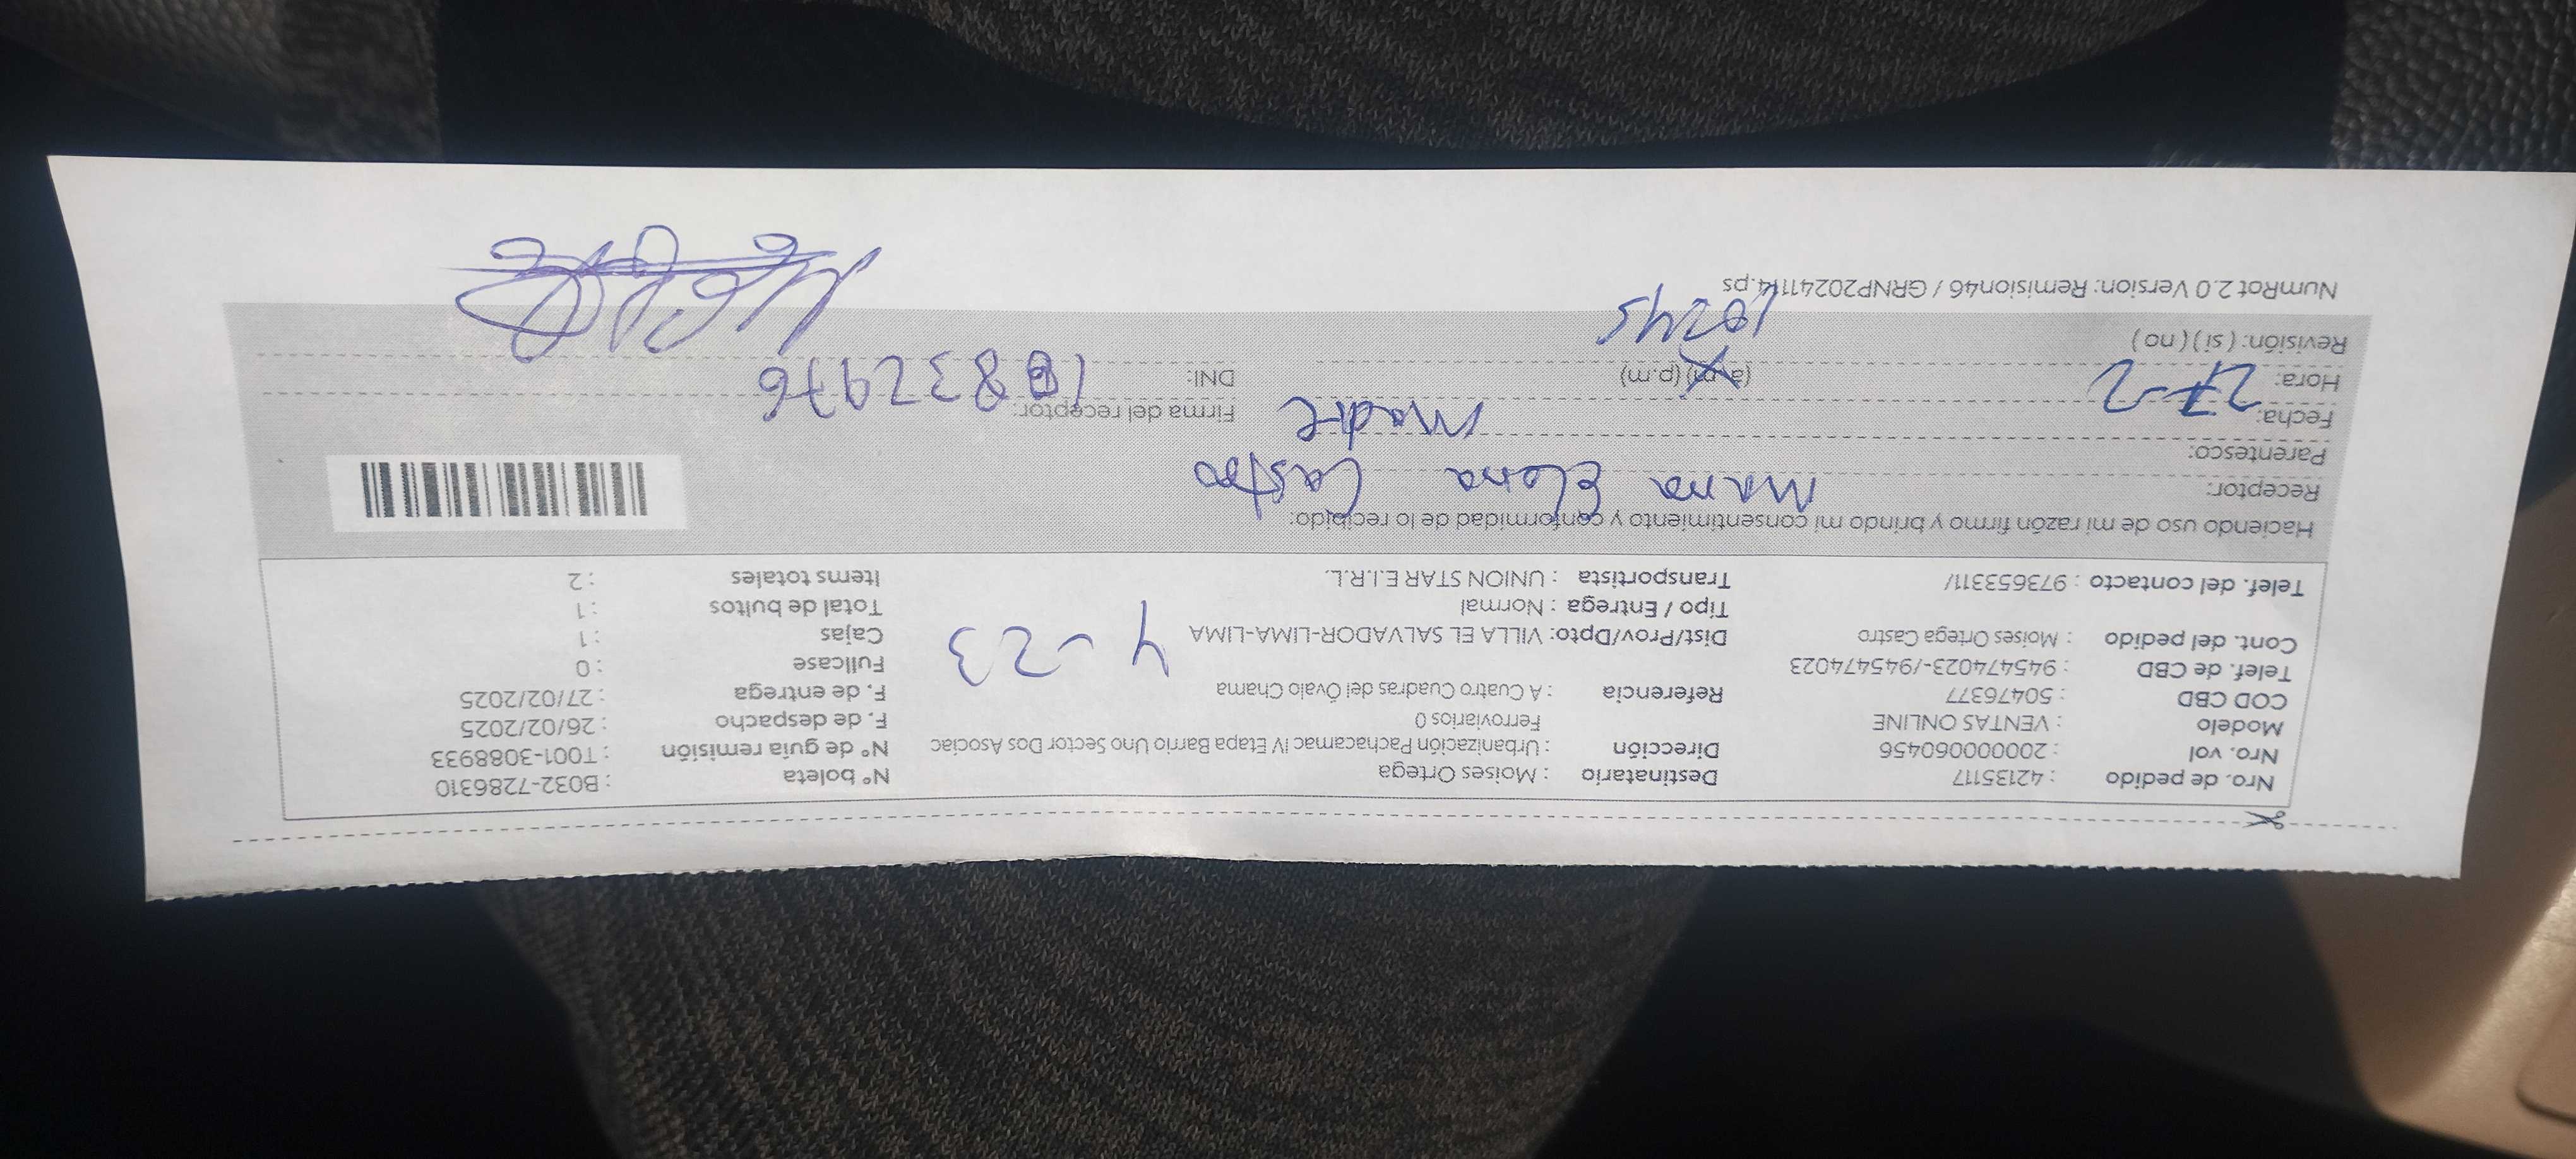 Nro. de pedido : 42135117
Nro. vol : 2000060000456
Modelo : VENTAS ONLINE
COD CBD : 50476377
Telef. de CBD : 945474023-/945474023
Cont. del pedido : Moises Ortega Castro
Telef. del contacto : 973653311/
Destinatario : Moises Ortega
Dirección : Urbanización Pachacamac IV Etapa Barrio Uno Sector Dos Asociac
Ferroviarios 0
Referencia : A Cuatro Cuadras del Óvalo Chama
Dist/Prov/Dpto: VILLA EL SALVADOR-LIMA-LIMA
Tipo / Entrega : Normal
Transportista : UNION STAR E.I.R.L.
4-23
N° boleta : B032-7286310
N° de guía remisión : T001-3088933
F. de despacho : 26/02/2025
F. de entrega : 27/02/2025
Fullcase : 0
Cajas : 1
Total de bultos : 1
Items totales : 2
Haciendo uso de mi razón firmo y brindo mi consentimiento y conformidad de lo recibido:
Receptor: Maria Elena Castro
Parentesco: Madre
Fecha: 27-2
Hora: (a.m) (p.m)
10245
Revisión: ( si ) ( no )
Firma del receptor:
DNI: 08832976
NumRot 2.0 Version: Remision46 / GRNP20241114.ps